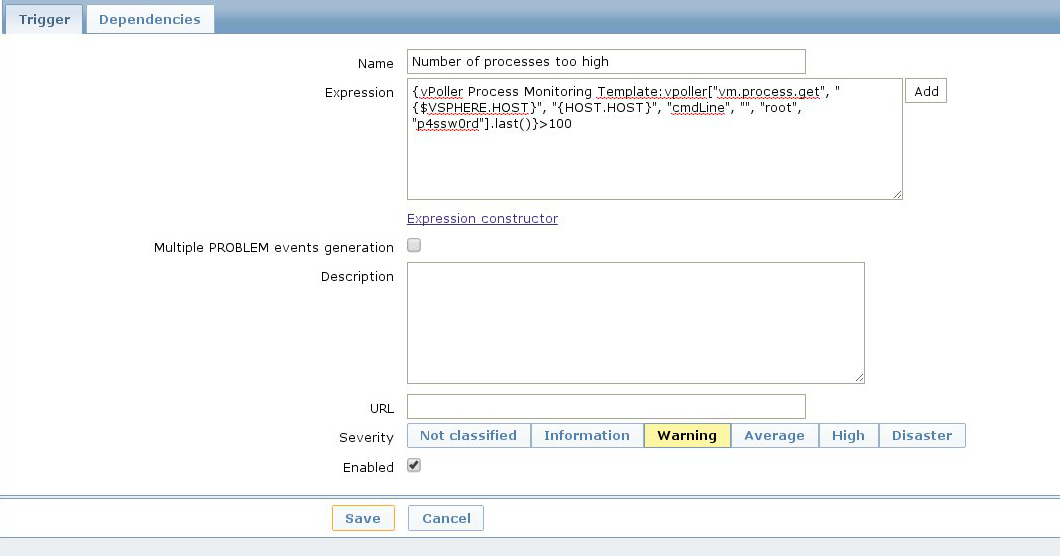 Trigger Dependencies
Name Number of processes too high
Expression {vPoller Process Monitoring Template:vpoller["vm.process.get", " Add
{$VSPHERE.HOST}", "{HOST.HOST}", "cmdLine", "", "root",
"p4ssw0rd"].last()}>100
Expression constructor
Multiple PROBLEM events generation
Description
URL
Severity Not classified Information Warning Average High Disaster
Enabled
Save Cancel